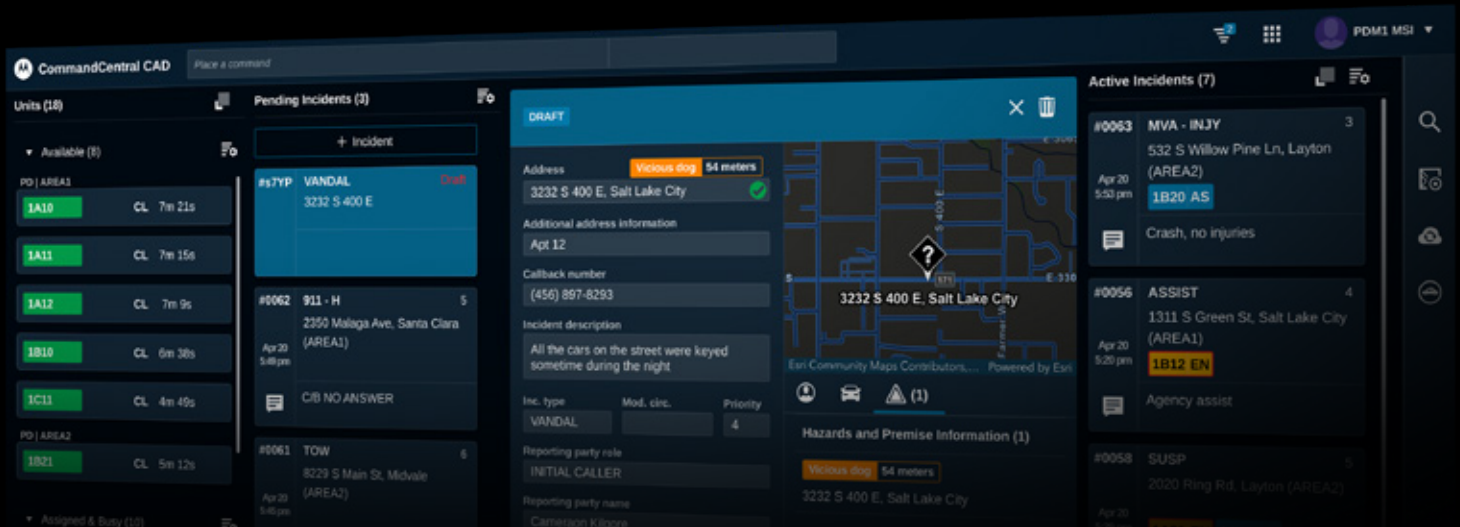 CommandCentral CAD
Place a command
2
PDM1 MSI
Units (18)
Available (8)
PD | AREA1
1A10 CL 7m 21s
1A11 CL 7m 15s
1A12 CL 7m 9s
1B10 CL 6m 38s
1C11 CL 4m 49s
PD | AREA2
1B21 CL 5m 12s
Assigned & Busy (10)
Pending Incidents (3)
+ Incident
#s7YP VANDAL Draft
3232 S 400 E
#0062 911 - H 5
2350 Malaga Ave, Santa Clara
(AREA1)
Apr 20
C/B NO ANSWER
#0061 TOW 6
8229 S Main St, Midvale
(AREA2)
Apr 20
DRAFT
Address
Vicious dog 54 meters
3232 S 400 E, Salt Lake City
Additional address information
Apt 12
Callback number
(456) 897-8293
Incident description
All the cars on the street were keyed
sometime during the night
Inc. type Mod. circ. Priority
VANDAL 4
Reporting party role
INITIAL CALLER
Reporting party name
S 400 E
?
3232 S 400 E, Salt Lake City
Esri Community Maps Contributors,... Powered by Esri
(1)
Hazards and Premise Information (1)
Vicious dog 54 meters
3232 S 400 E, Salt Lake City
Active Incidents (7)
#0063 MVA - INJY 3
532 S Willow Pine Ln, Layton
(AREA2)
Apr 20
5:53 pm
1B20 AS
Crash, no injuries
#0056 ASSIST 4
1311 S Green St, Salt Lake City
(AREA1)
Apr 20
5:20 pm
1B12 EN
Agency assist
#0058 SUSP 5
2020 Ring Rd, Layton (AREA2)
Apr 20